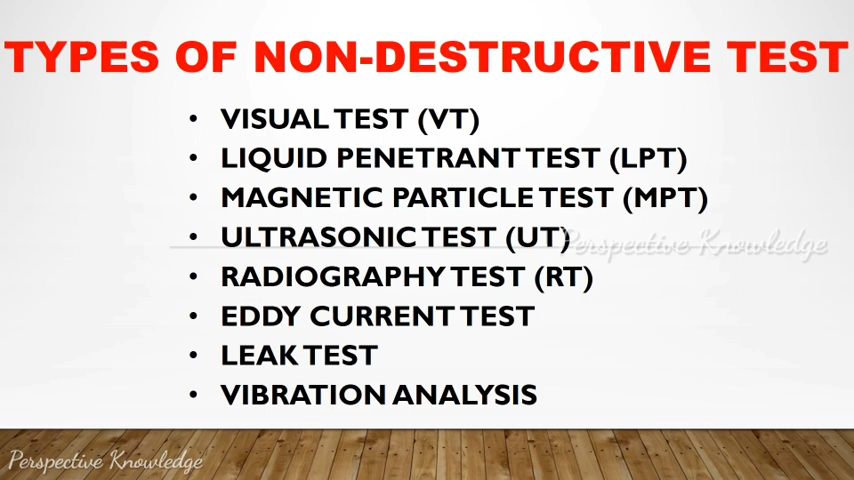 TYPES OF NON-DESTRUCTIVE TEST
• VISUAL TEST (VT)
• LIQUID PENETRANT TEST (LPT)
• MAGNETIC PARTICLE TEST (MPT)
• ULTRASONIC TEST (UT)
Perspective Knowledge
• RADIOGRAPHY TEST (RT)
• EDDY CURRENT TEST
• LEAK TEST
• VIBRATION ANALYSIS
Perspective Knowledge